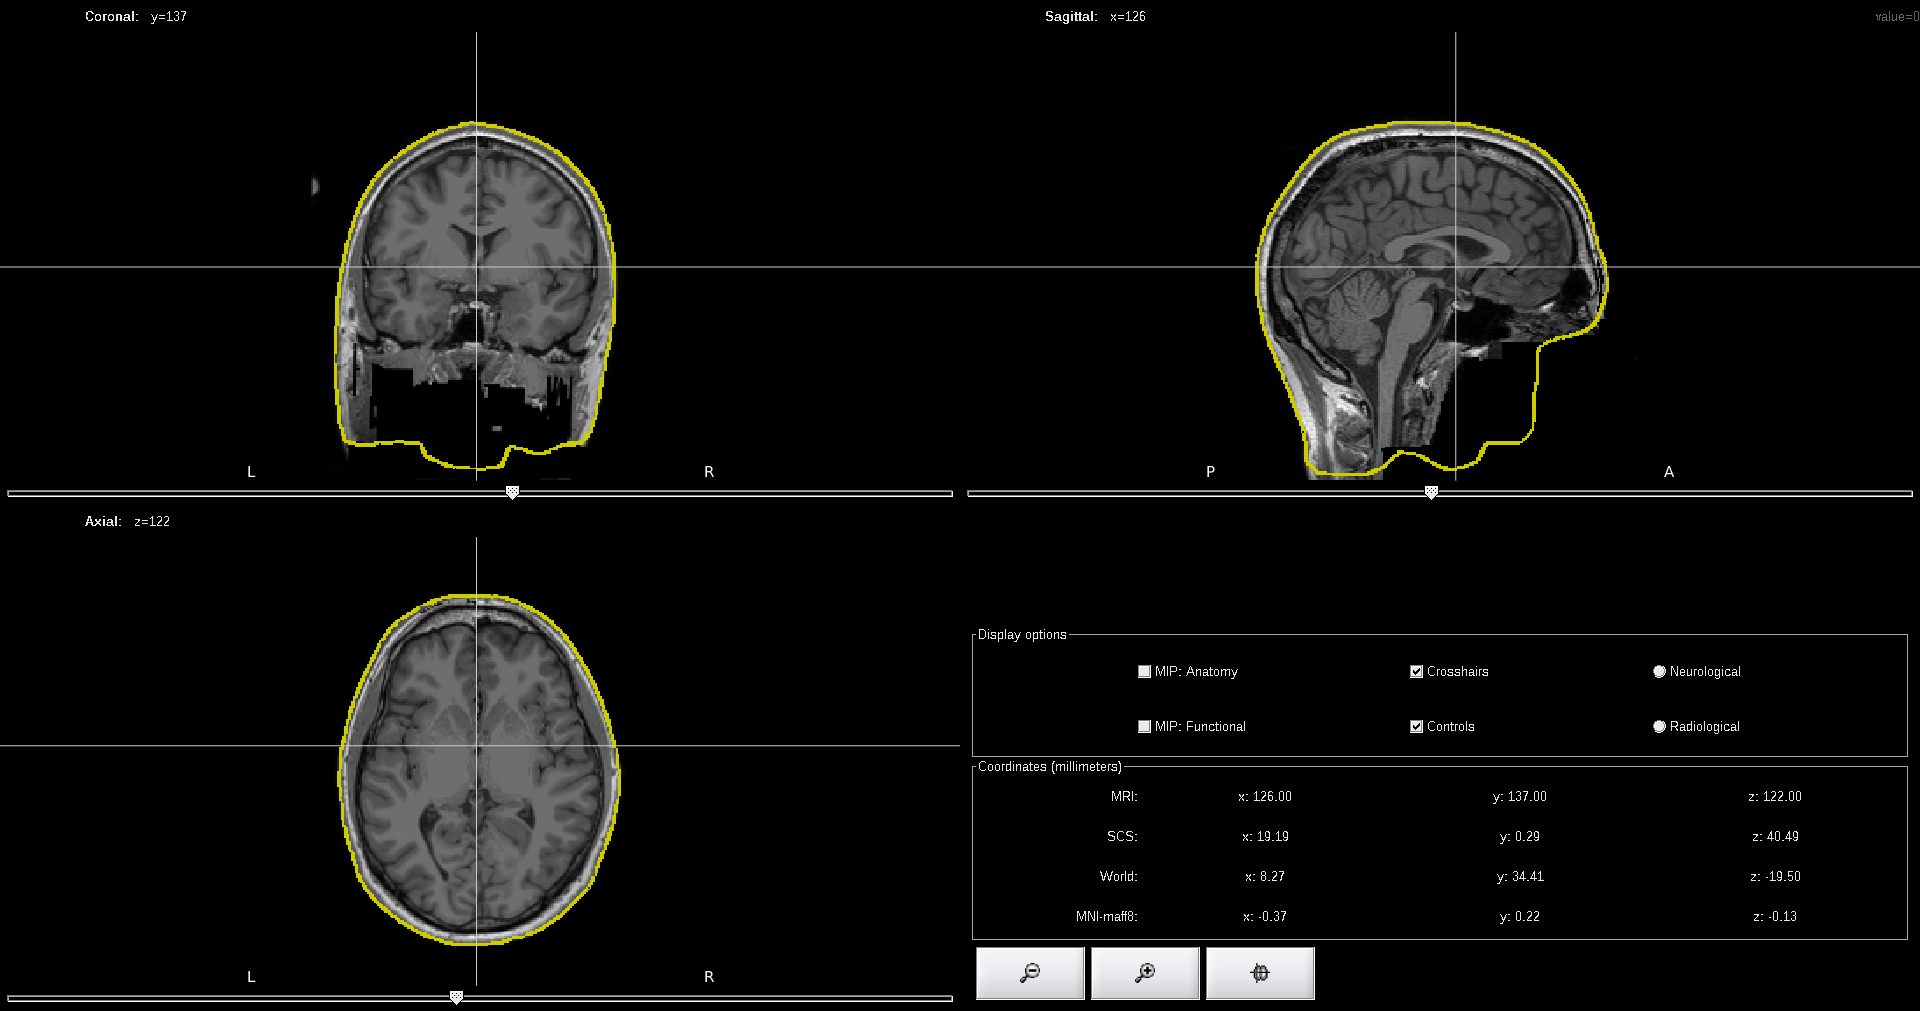 Coronal: y=137
Sagittal: x=126
value=0
L R
P A
Axial: z=122
L R
Display options
MIP: Anatomy Crosshairs Neurological
MIP: Functional Controls Radiological
Coordinates (millimeters)
MRI: x: 126.00 y: 137.00 z: 122.00
SCS: x: 19.19 y: 0.29 z: 40.49
World: x: 8.27 y: 34.41 z: -19.50
MNI-maff8: x: -0.37 y: 0.22 z: -0.13